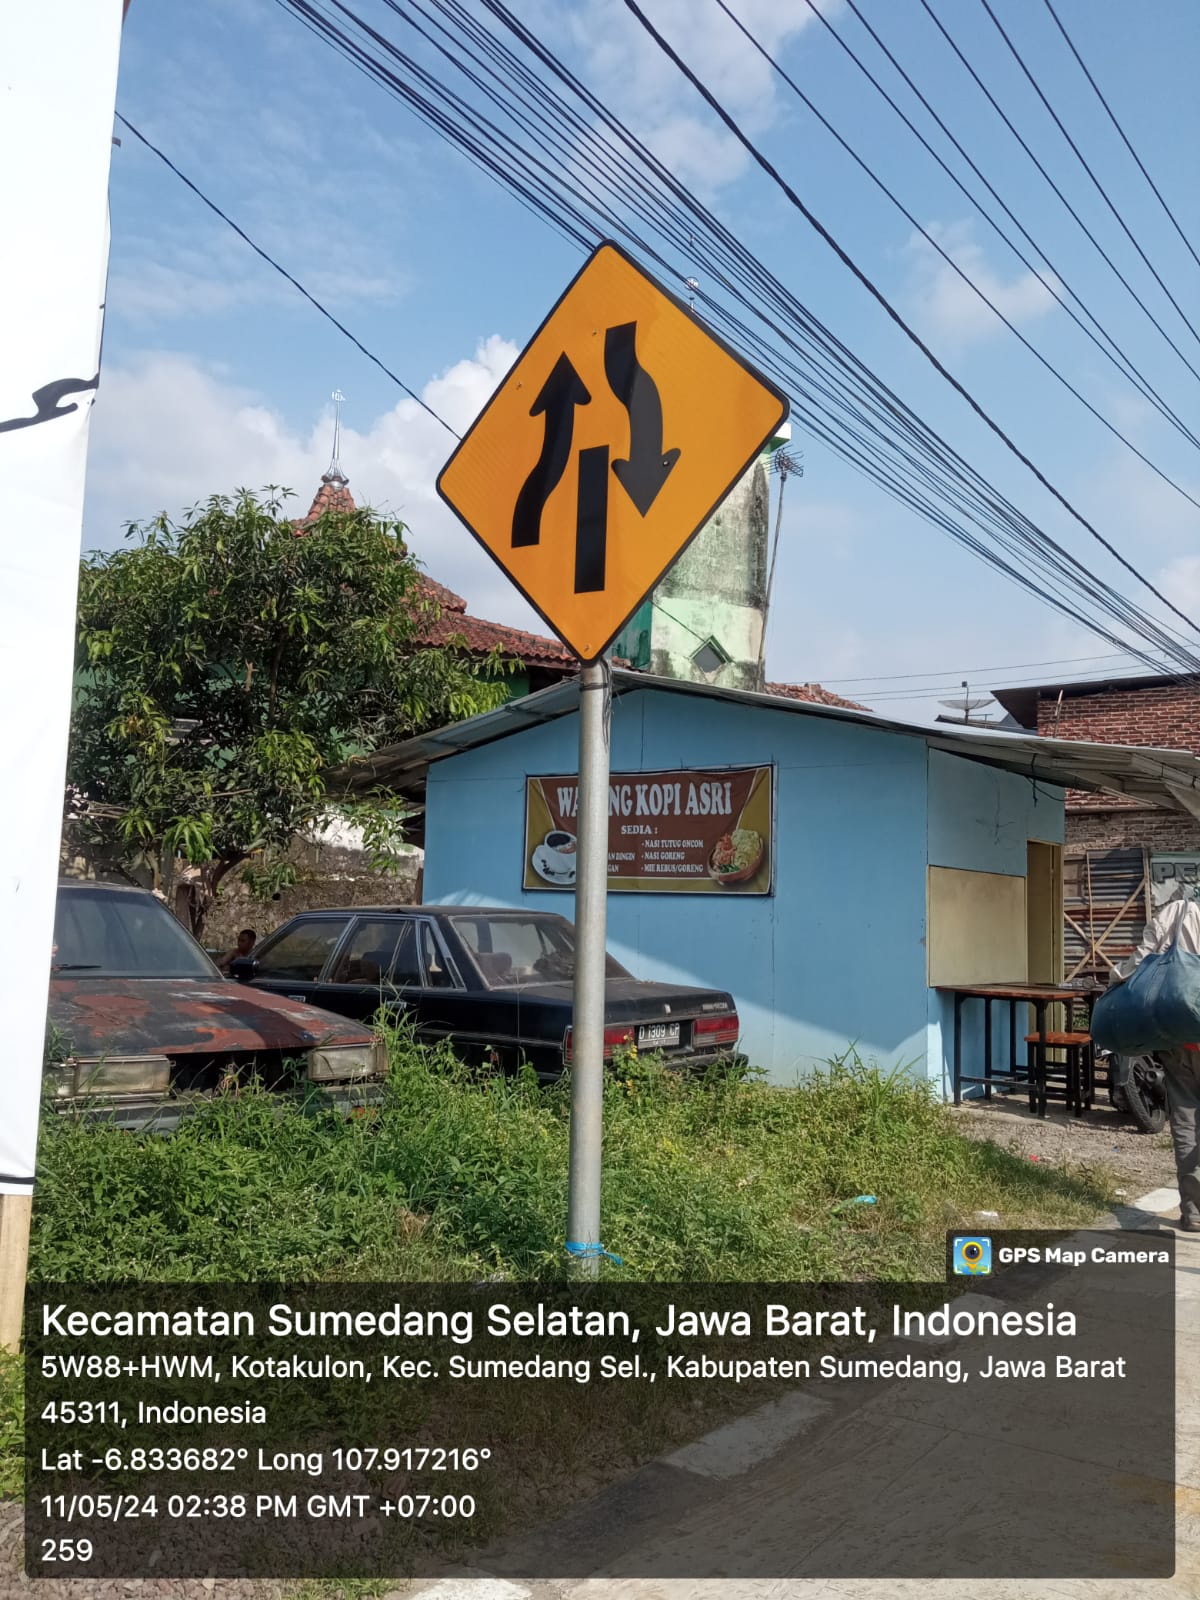 KOPI ASRI
SEDIA :
- NASI TUTUG ONCOM
- NASI GORENG
- MIE REBUS/GORENG
DINGIN
D 1309 CP
GPS Map Camera
Kecamatan Sumedang Selatan, Jawa Barat, Indonesia
5W88+HWM, Kotakulon, Kec. Sumedang Sel., Kabupaten Sumedang, Jawa Barat
45311, Indonesia
Lat -6.833682° Long 107.917216°
11/05/24 02:38 PM GMT +07:00
259